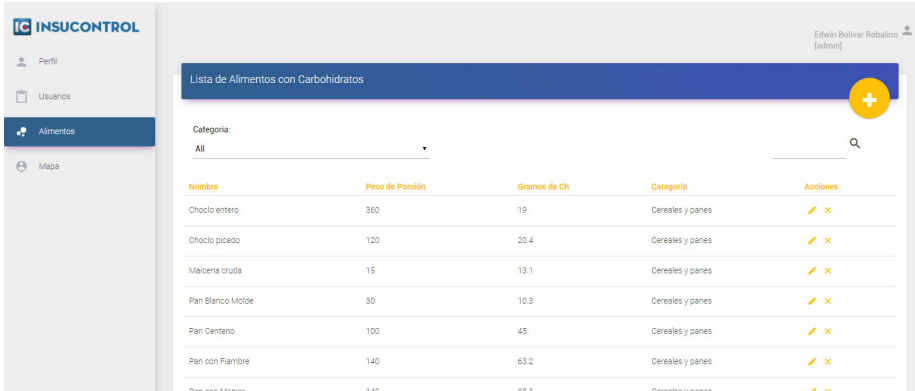 IC INSUCONTROL
Edwin Bolivar Robalino
[admin]
Perfil
Usuarios
Alimentos
Mapa
Lista de Alimentos con Carbohidratos
+
Categoria:
All
Nombre Peso de Porción Gramos de Ch Categoría Acciones
Choclo entero 360 19 Cereales y panes
Choclo picado 120 20.4 Cereales y panes
Maicena cruda 15 13.1 Cereales y panes
Pan Blanco Molde 30 10.3 Cereales y panes
Pan Centeno 100 45 Cereales y panes
Pan con Fiambre 140 63.2 Cereales y panes